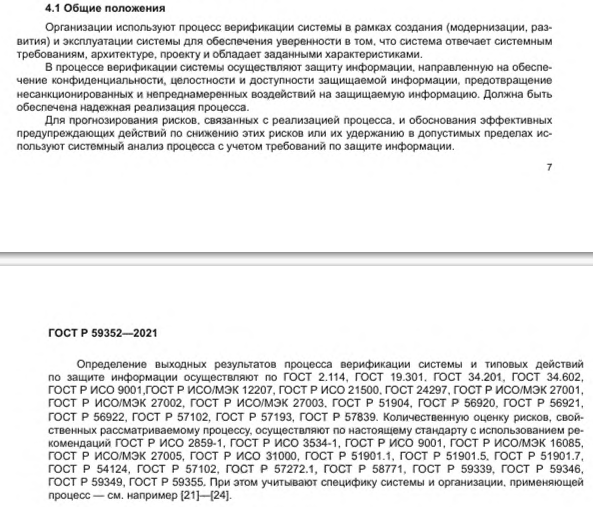 4.1 Общие положения
Организации используют процесс верификации системы в рамках создания (модернизации, раз-
вития) и эксплуатации системы для обеспечения уверенности в том, что система отвечает системным
требованиям, архитектуре, проекту и обладает заданными характеристиками.
В процессе верификации системы осуществляют защиту информации, направленную на обеспе-
чение конфиденциальности, целостности и доступности защищаемой информации, предотвращение
несанкционированных и непреднамеренных воздействий на защищаемую информацию. Должна быть
обеспечена надежная реализация процесса.
Для прогнозирования рисков, связанных с реализацией процесса, и обоснования эффективных
предупреждающих действий по снижению этих рисков или их удержанию в допустимых пределах ис-
пользуют системный анализ процесса с учетом требований по защите информации.
7
ГОСТ Р 59352—2021
Определение выходных результатов процесса верификации системы и типовых действий
по защите информации осуществляют по ГОСТ 2.114, ГОСТ 19.301, ГОСТ 34.201, ГОСТ 34.602,
ГОСТ Р ИСО 9001,ГОСТ Р ИСО/МЭК 12207, ГОСТ Р ИСО 21500, ГОСТ 24297, ГОСТ Р ИСО/МЭК 27001,
ГОСТ Р ИСО/МЭК 27002, ГОСТ Р ИСО/МЭК 27003, ГОСТ Р 51904, ГОСТ Р 56920, ГОСТ Р 56921,
ГОСТ Р 56922, ГОСТ Р 57102, ГОСТ Р 57193, ГОСТ Р 57839. Количественную оценку рисков, свой-
ственных рассматриваемому процессу, осуществляют по настоящему стандарту с использованием ре-
комендаций ГОСТ Р ИСО 2859-1, ГОСТ Р ИСО 3534-1, ГОСТ Р ИСО 9001, ГОСТ Р ИСО/МЭК 16085,
ГОСТ Р ИСО/МЭК 27005, ГОСТ Р ИСО 31000, ГОСТ Р 51901.1, ГОСТ Р 51901.5, ГОСТ Р 51901.7,
ГОСТ Р 54124, ГОСТ Р 57102, ГОСТ Р 57272.1, ГОСТ Р 58771, ГОСТ Р 59339, ГОСТ Р 59346,
ГОСТ Р 59349, ГОСТ Р 59355. При этом учитывают специфику системы и организации, применяющей
процесс — см. например [21]—[24].